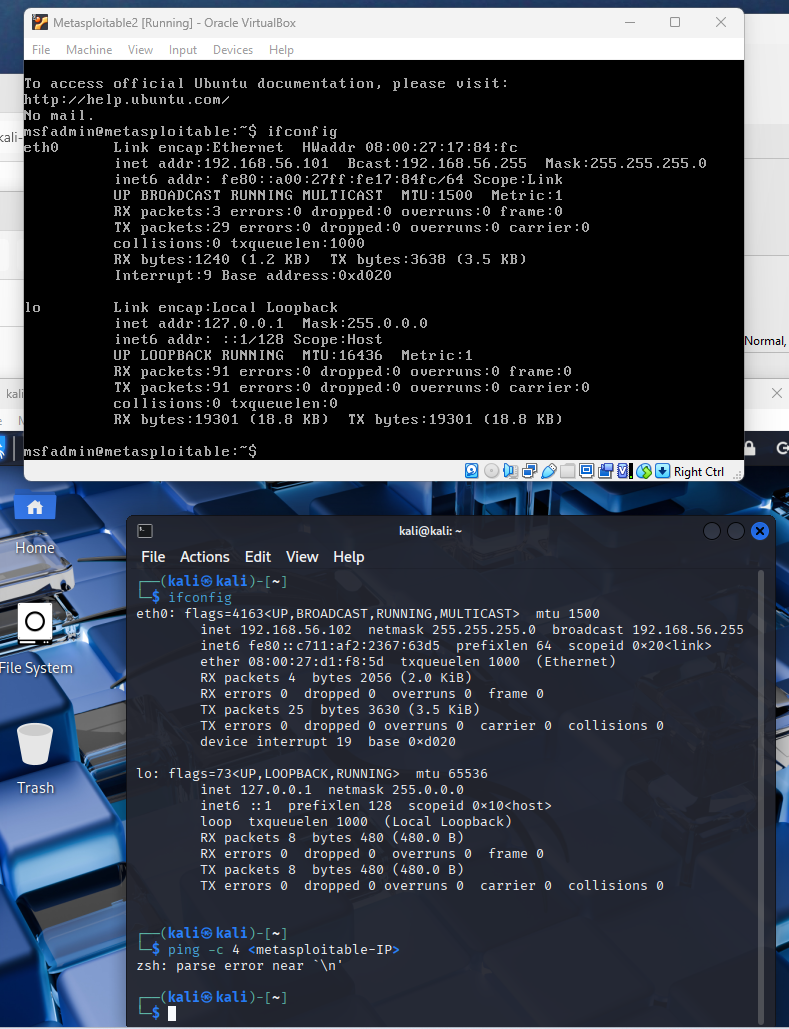 Metasploitable2 [Running] - Oracle VirtualBox
File Machine View Input Devices Help
To access official Ubuntu documentation, please visit:
http://help.ubuntu.com/
No mail.
msfadmin@metasploitable:~$ ifconfig
eth0 Link encap:Ethernet HWaddr 08:00:27:17:84:fc
inet addr:192.168.56.101 Bcast:192.168.56.255 Mask:255.255.255.0
inet6 addr: fe80::a00:27ff:fe17:84fc/64 Scope:Link
UP BROADCAST RUNNING MULTICAST MTU:1500 Metric:1
RX packets:3 errors:0 dropped:0 overruns:0 frame:0
TX packets:29 errors:0 dropped:0 overruns:0 carrier:0
collisions:0 txqueuelen:1000
RX bytes:1240 (1.2 KB) TX bytes:3638 (3.5 KB)
Interrupt:9 Base address:0xd020
lo Link encap:Local Loopback
inet addr:127.0.0.1 Mask:255.0.0.0
inet6 addr: ::1/128 Scope:Host
UP LOOPBACK RUNNING MTU:16436 Metric:1
RX packets:91 errors:0 dropped:0 overruns:0 frame:0
TX packets:91 errors:0 dropped:0 overruns:0 carrier:0
collisions:0 txqueuelen:0
RX bytes:19301 (18.8 KB) TX bytes:19301 (18.8 KB)
msfadmin@metasploitable:~$
Right Ctrl
kali-
Normal,
kali
Home
File System
Trash
kali@kali: ~
File Actions Edit View Help
┌──(kali㉿kali)-[~]
└─$ ifconfig
eth0: flags=4163<UP,BROADCAST,RUNNING,MULTICAST> mtu 1500
inet 192.168.56.102 netmask 255.255.255.0 broadcast 192.168.56.255
inet6 fe80::c711:af2:2367:63d5 prefixlen 64 scopeid 0×20<link>
ether 08:00:27:d1:f8:5d txqueuelen 1000 (Ethernet)
RX packets 4 bytes 2056 (2.0 KiB)
RX errors 0 dropped 0 overruns 0 frame 0
TX packets 25 bytes 3630 (3.5 KiB)
TX errors 0 dropped 0 overruns 0 carrier 0 collisions 0
device interrupt 19 base 0×d020
lo: flags=73<UP,LOOPBACK,RUNNING> mtu 65536
inet 127.0.0.1 netmask 255.0.0.0
inet6 ::1 prefixlen 128 scopeid 0×10<host>
loop txqueuelen 1000 (Local Loopback)
RX packets 8 bytes 480 (480.0 B)
RX errors 0 dropped 0 overruns 0 frame 0
TX packets 8 bytes 480 (480.0 B)
TX errors 0 dropped 0 overruns 0 carrier 0 collisions 0
┌──(kali㉿kali)-[~]
└─$ ping -c 4 <metasploitable-IP>
zsh: parse error near `\n'
┌──(kali㉿kali)-[~]
└─$